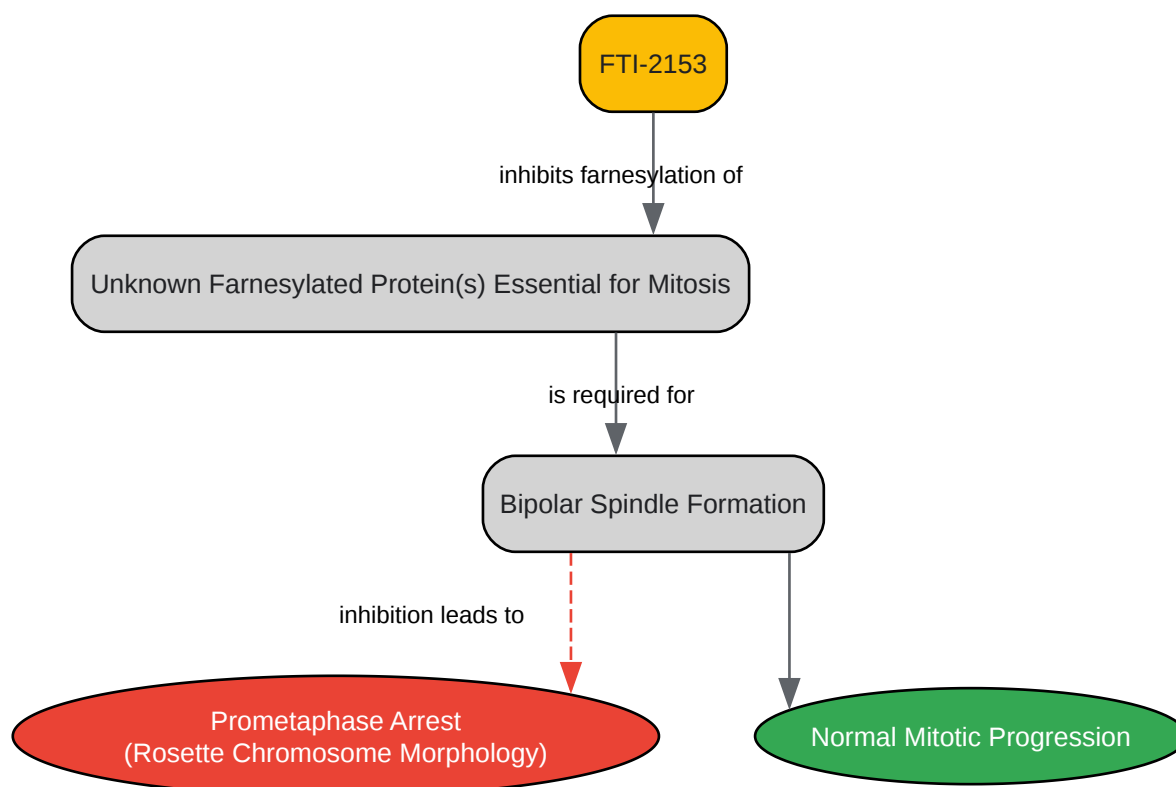 FTI-2153
inhibits farnesylation of
Unknown Farnesylated Protein(s) Essential for Mitosis
is required for
Bipolar Spindle Formation
inhibition leads to
Prometaphase Arrest
(Rosette Chromosome Morphology)
Normal Mitotic Progression